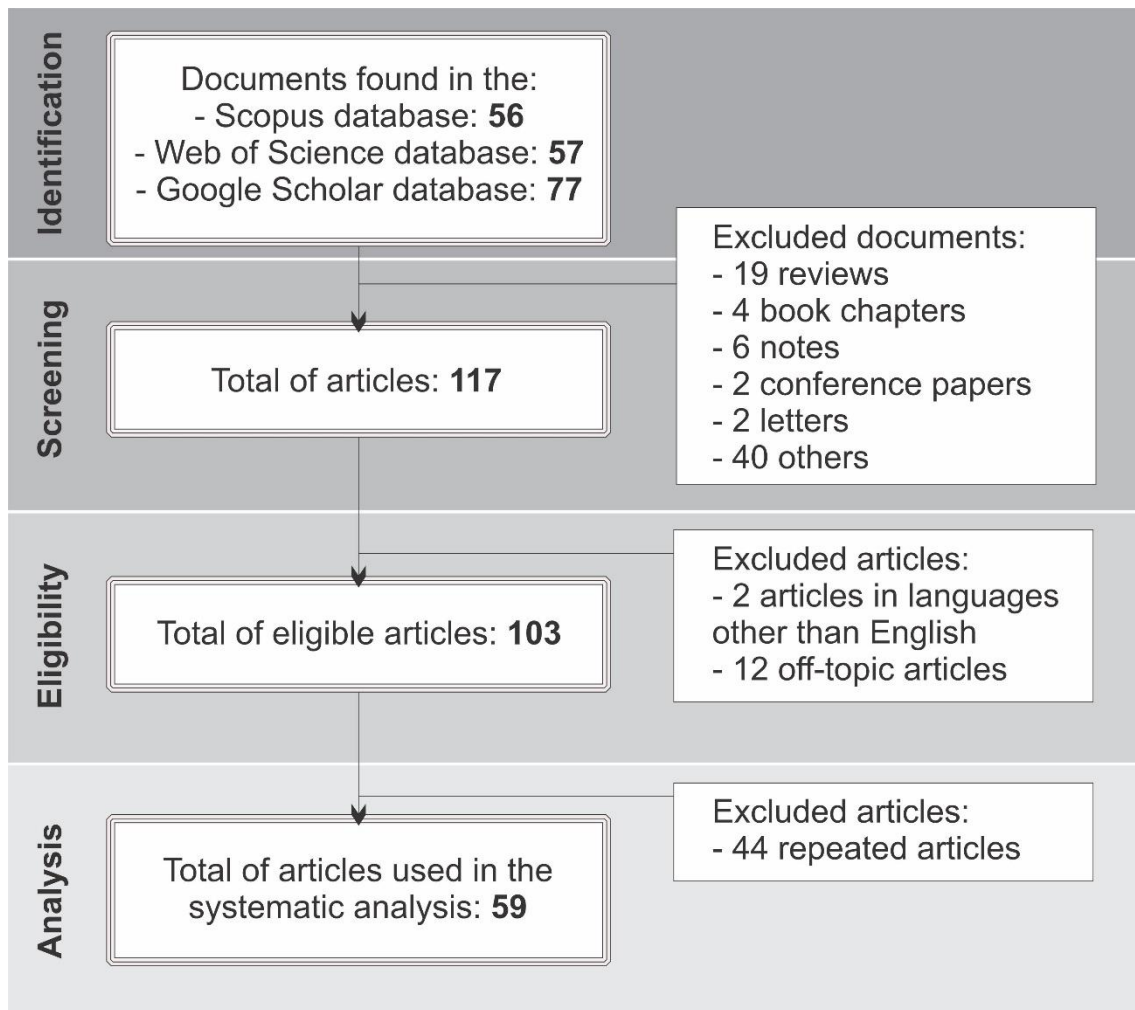 Identification
Documents found in the:
- Scopus database: 56
- Web of Science database: 57
- Google Scholar database: 77
Excluded documents:
- 19 reviews
- 4 book chapters
- 6 notes
- 2 conference papers
- 2 letters
- 40 others
Screening
Total of articles: 117
Eligibility
Total of eligible articles: 103
Excluded articles:
- 2 articles in languages
other than English
- 12 off-topic articles
Analysis
Total of articles used in the
systematic analysis: 59
Excluded articles:
- 44 repeated articles